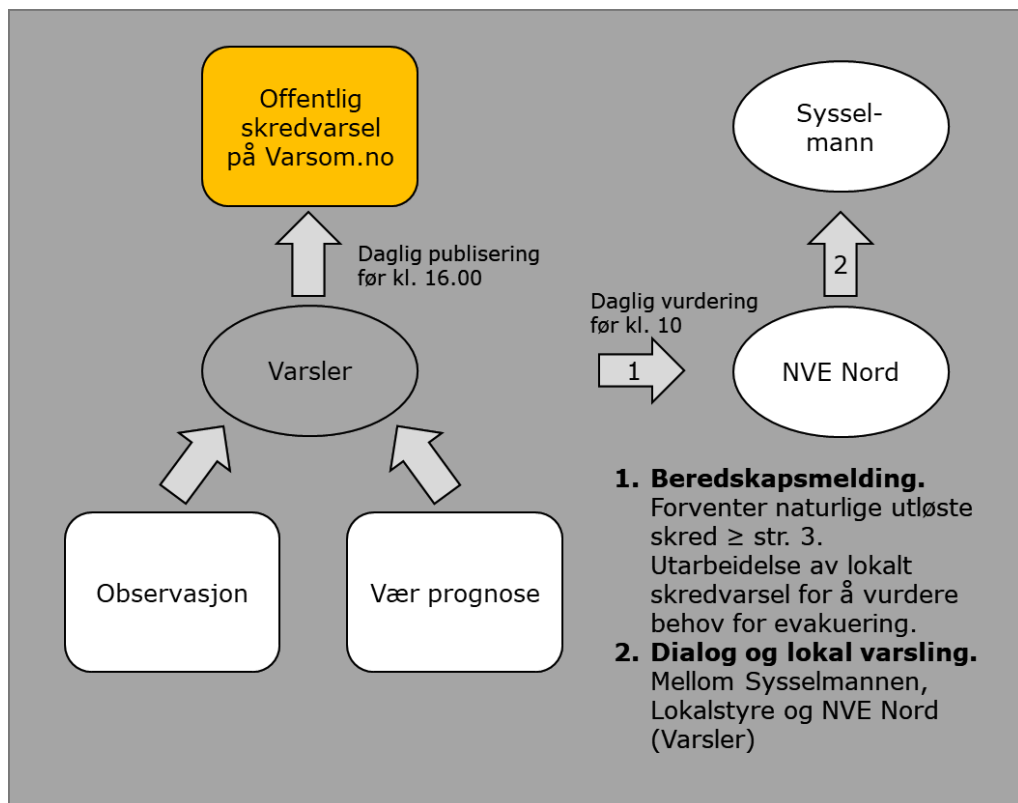 Offentlig
skredvarsel
på Varsom.no
Syssel-
mann
Daglig publisering
før kl. 16.00
2
Daglig vurdering
før kl. 10
Varsler
1
NVE Nord
Observasjon
Vær prognose
1. Beredskapsmelding.
Forventer naturlige utløste
skred ≥ str. 3.
Utarbeidelse av lokalt
skredvarsel for å vurdere
behov for evakuering.
2. Dialog og lokal varsling.
Mellom Sysselmannen,
Lokalstyre og NVE Nord
(Varsler)